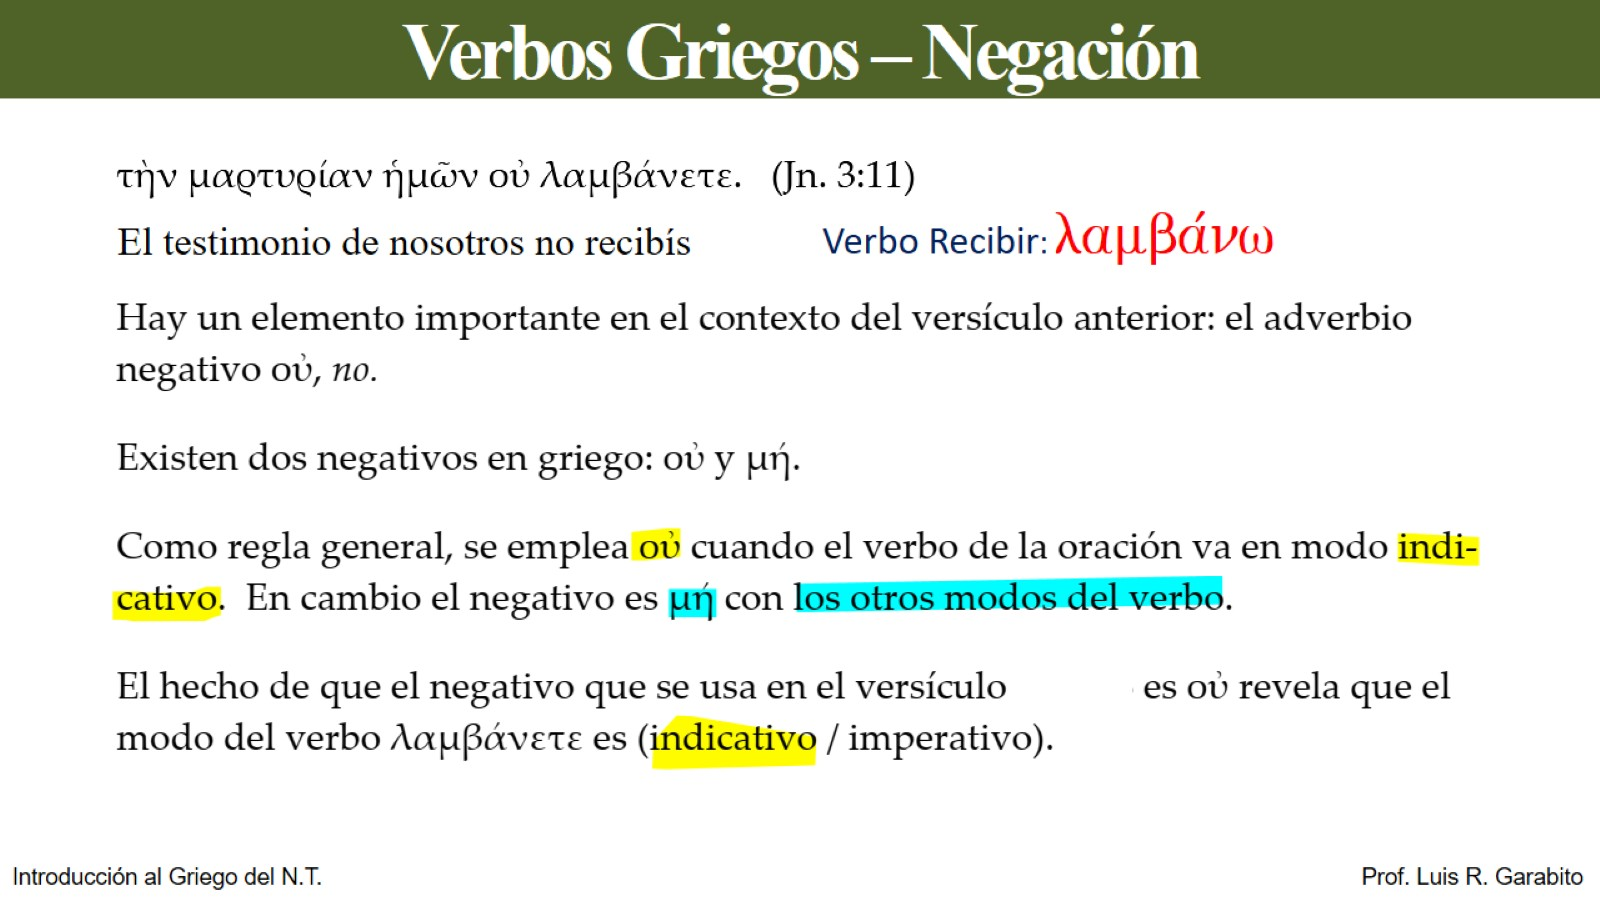 Verbos Griegos – Negación
τὴν μαρτυρίαν ἡμῶν οὐ λαμβάνετε. (Jn. 3:11)
El testimonio de nosotros no recibís
Verbo Recibir: λαμβάνω
Hay un elemento importante en el contexto del versículo anterior: el adverbio
negativo οὐ, no.
Existen dos negativos en griego: οὐ y μή.
Como regla general, se emplea οὐ cuando el verbo de la oración va en modo indi-
cativo. En cambio el negativo es μή con los otros modos del verbo.
El hecho de que el negativo que se usa en el versículo es οὐ revela que el
modo del verbo λαμβάνετε es (indicativo / imperativo).
Introducción al Griego del N.T.
Prof. Luis R. Garabito